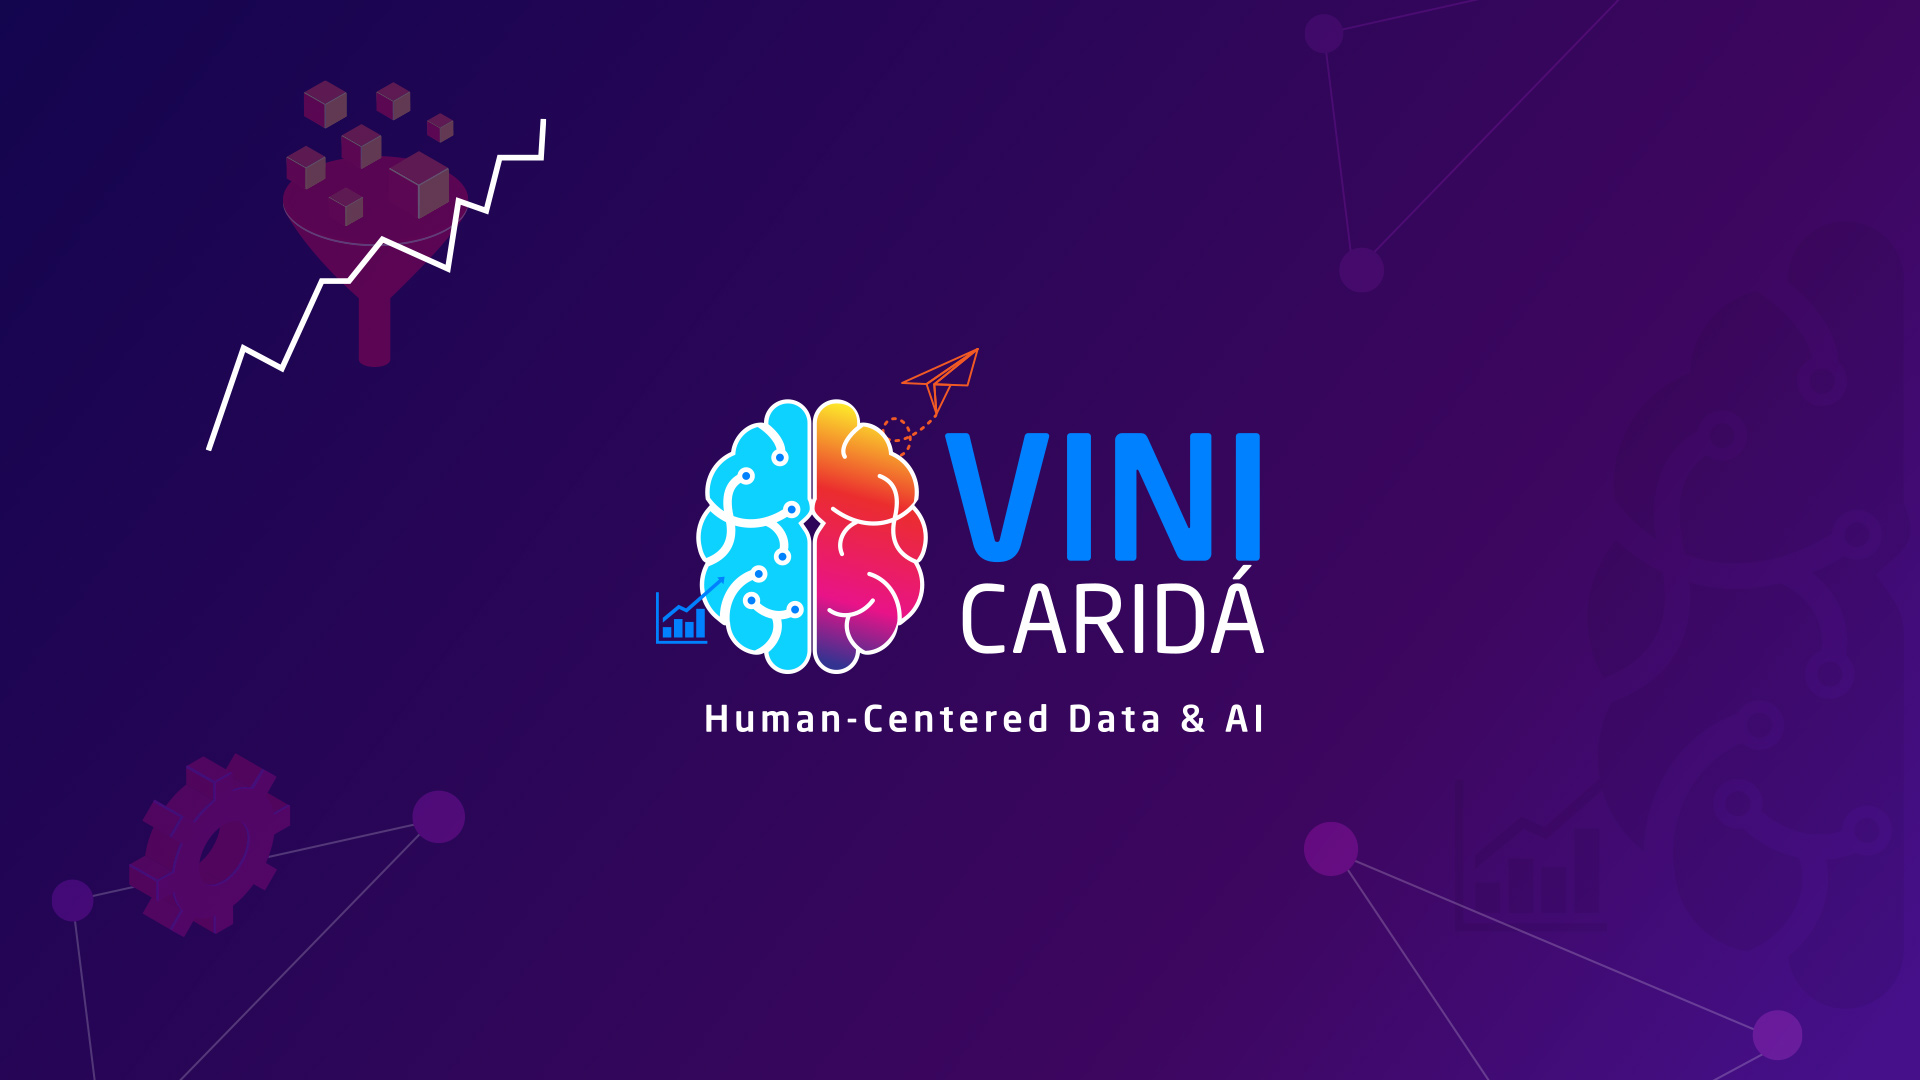 VINI
CARIDÁ
Human-Centered Data & AI